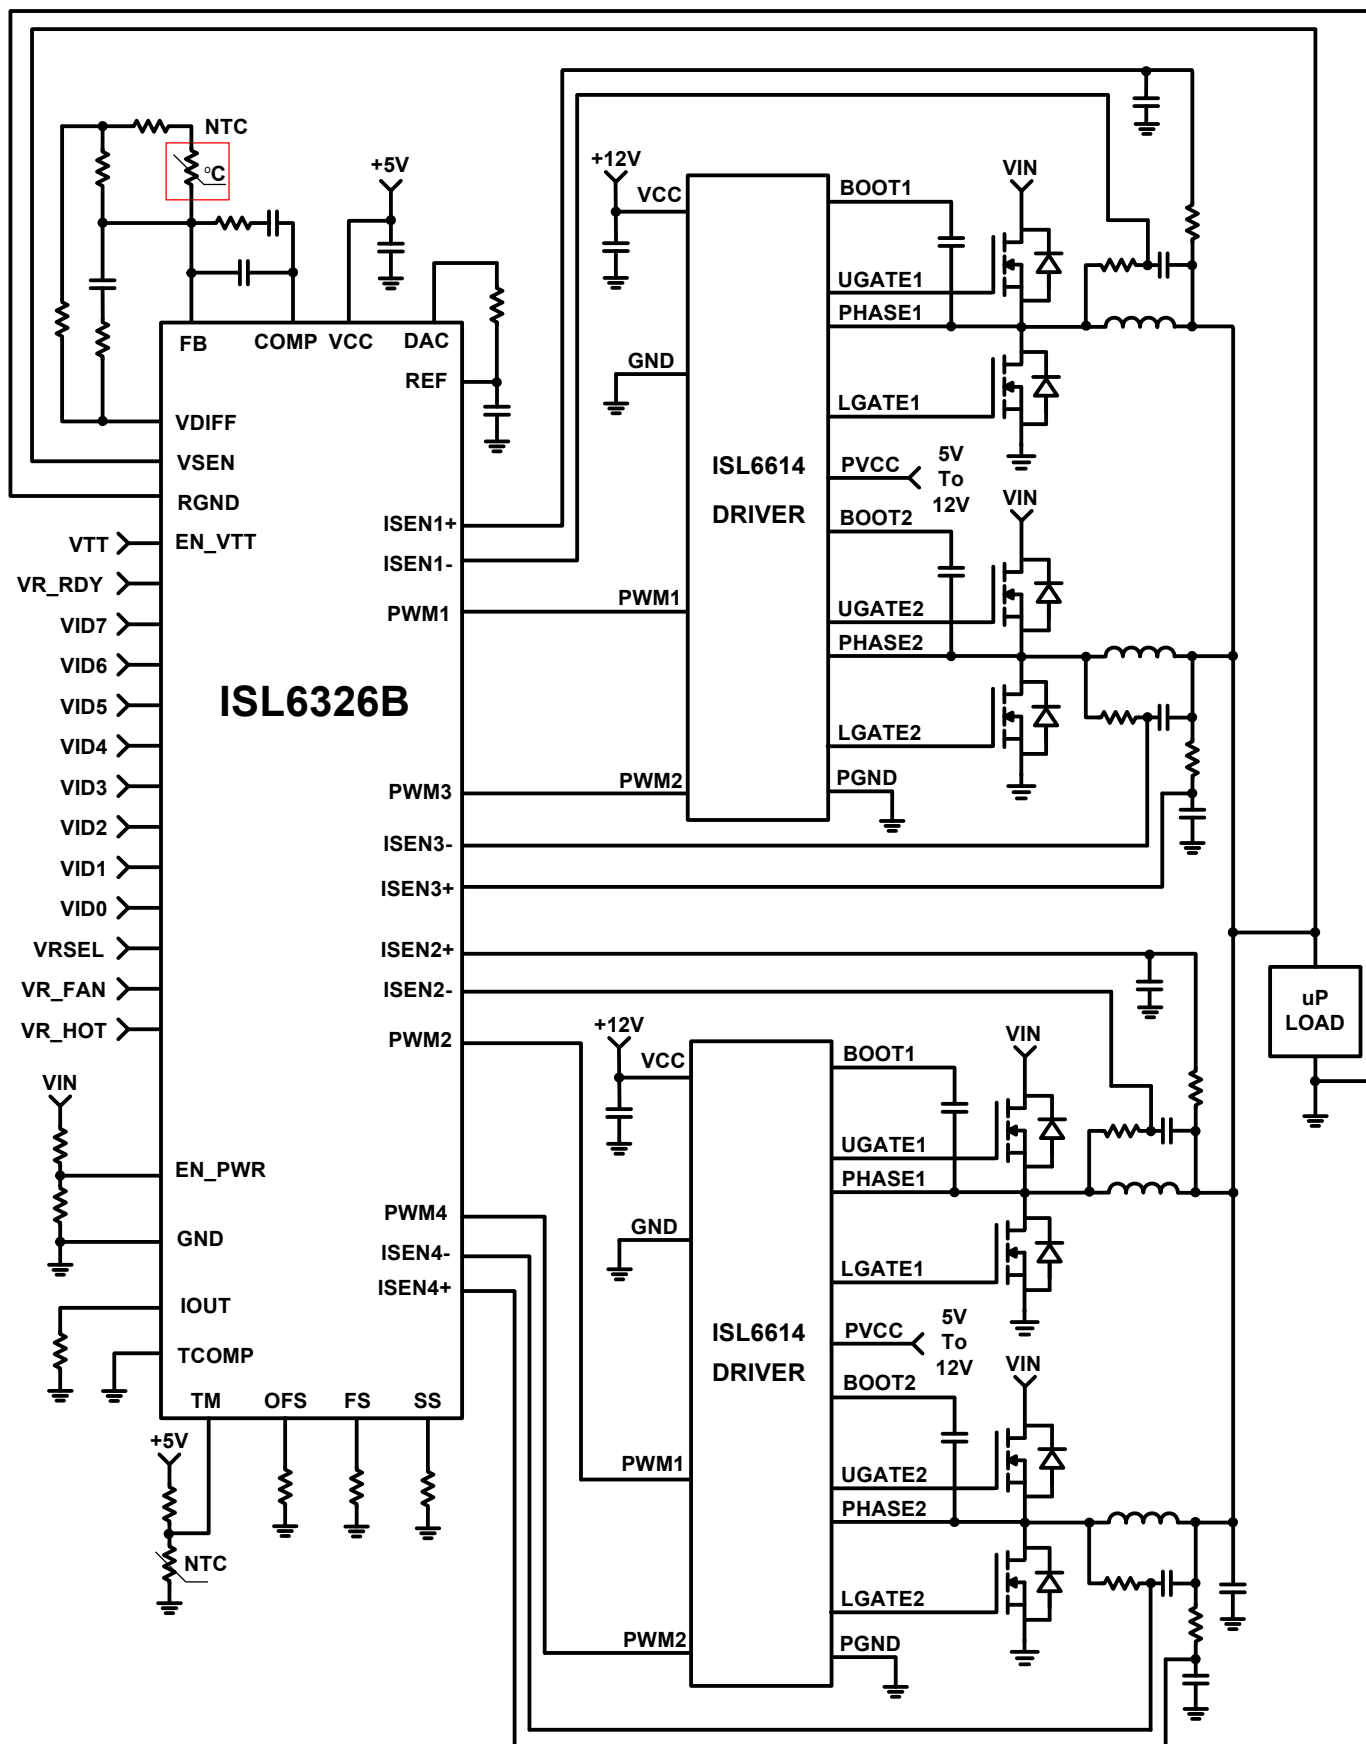 NTC
°C
+5V
FB
COMP
VCC
DAC
REF
VDIFF
VSEN
RGND
EN_VTT
VTT
VR_RDY
VID7
VID6
VID5
VID4
VID3
VID2
VID1
VID0
VRSEL
VR_FAN
VR_HOT
VIN
EN_PWR
GND
IOUT
TCOMP
TM
OFS
FS
SS
+5V
NTC
ISL6326B
ISEN1+
ISEN1-
PWM1
PWM3
ISEN3-
ISEN3+
ISEN2+
ISEN2-
PWM2
PWM4
ISEN4-
ISEN4+
+12V
VCC
GND
PWM1
PWM2
ISL6614
DRIVER
BOOT1
UGATE1
PHASE1
LGATE1
PVCC
5V
To
12V
BOOT2
UGATE2
PHASE2
LGATE2
PGND
VIN
VIN
+12V
VCC
GND
PWM1
PWM2
ISL6614
DRIVER
BOOT1
UGATE1
PHASE1
LGATE1
PVCC
5V
To
12V
BOOT2
UGATE2
PHASE2
LGATE2
PGND
VIN
VIN
uP
LOAD